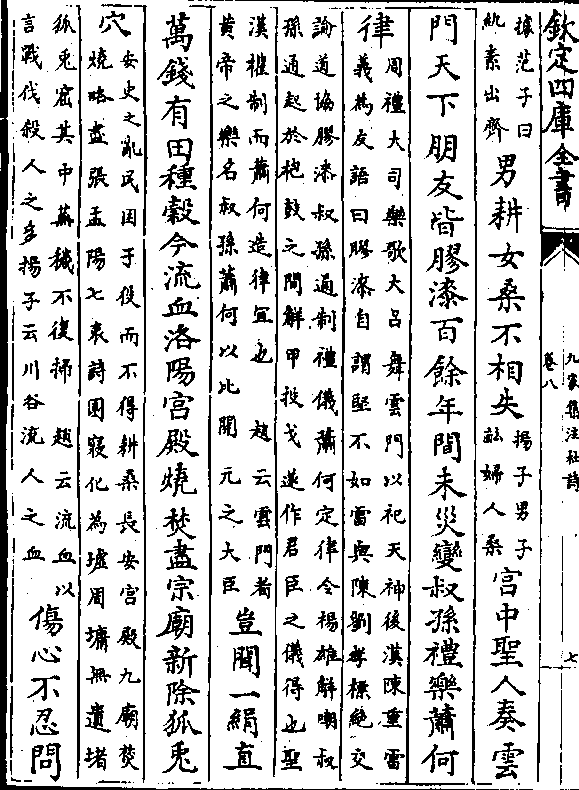 欽定四庫全書
九家集注杜詩
卷八
七
據范子曰
紈素出齊
男耕女桑不相失
揚子男子
畝婦人桑
宮中聖人奏雲
門天下朋友皆膠漆百餘年間未災變叔孫禮樂蕭何
律
周禮大司樂歌大呂舞雲門以祀天神後漢陳重雷
義為友語曰膠漆自謂堅不如雷與陳劉孝標絶交
論道協膠漆叔孫通制禮儀蕭何定律令楊雄解嘲叔
孫通起於枹鼓之間解甲投戈遂作君臣之儀得也聖
漢禮制而蕭何造律宜也 趙云雲門者
黄帝之樂名叔孫蕭何以比開元之大臣
豈聞一絹直
萬錢有田種穀今流血洛陽宫殿燒焚盡宗廟新除狐兎
穴
安史之亂民困于役而不得耕桑長安宮殿九廟焚
燒略盡張孟陽七哀詩園寢化為墟周墉無遺堵
狐兎窟其中蕪穢不復掃 趙云流血以
言戰伐殺人之多揚子云川谷流人之血
傷心不忍問